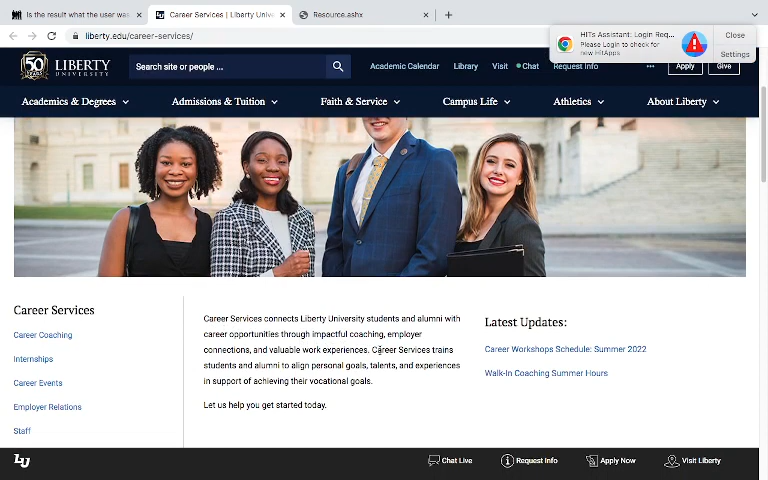 Is the result what the user was
Career Services | Liberty Unive
Resource.ashx
liberty.edu/career-services/
HITs Assistant: Login Req...
Please Login to check for
new HitApps
Close
Settings
50
YEARS
LIBERTY
UNIVERSITY
Search site or people ...
Academic Calendar
Library
Visit
Chat
Request Info
Apply
Give
Academics & Degrees
Admissions & Tuition
Faith & Service
Campus Life
Athletics
About Liberty
Career Services
Career Coaching
Internships
Career Events
Employer Relations
Staff
Career Services connects Liberty University students and alumni with
career opportunities through impactful coaching, employer
connections, and valuable work experiences. Career Services trains
students and alumni to align personal goals, talents, and experiences
in support of achieving their vocational goals.
Let us help you get started today.
Latest Updates:
Career Workshops Schedule: Summer 2022
Walk-In Coaching Summer Hours
LU
Chat Live
Request Info
Apply Now
Visit Liberty